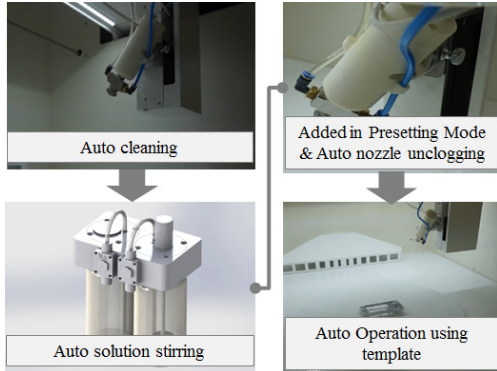 Auto cleaning
Added in Presetting Mode
& Auto nozzle unclogging
Auto solution stirring
Auto Operation using
template